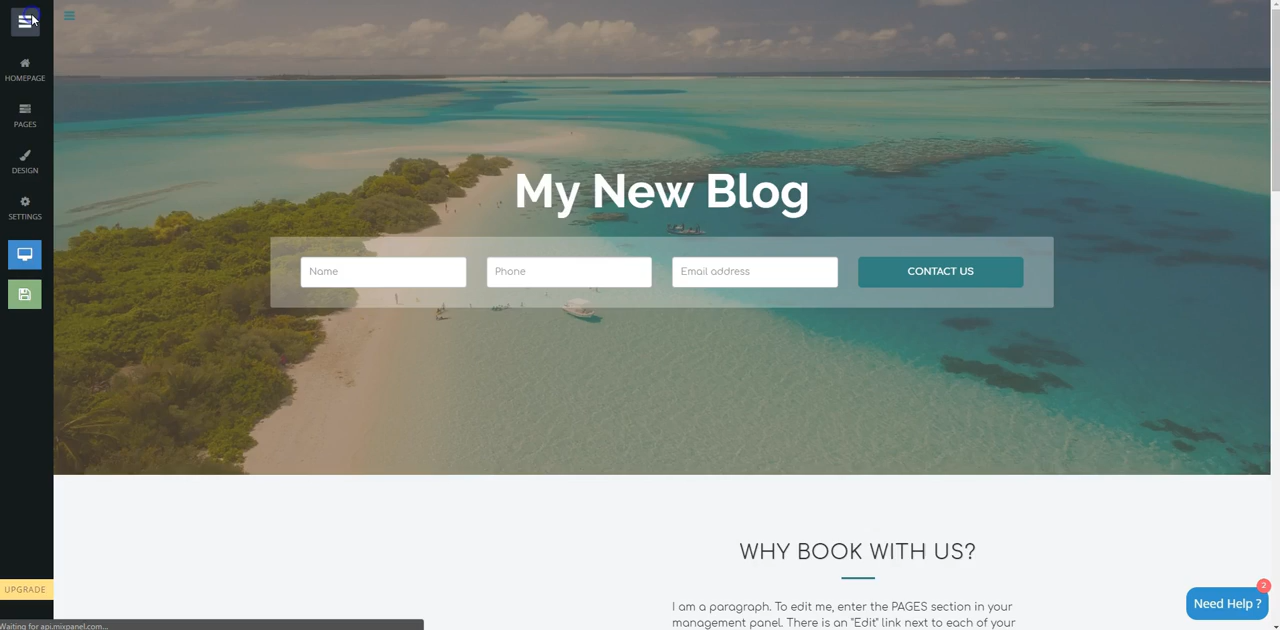 HOMEPAGE
PAGES
DESIGN
SETTINGS
UPGRADE
My New Blog
Name
Phone
Email address
CONTACT US
WHY BOOK WITH US?
I am a paragraph. To edit me, enter the PAGES section in your
management panel. There is an "Edit" link next to each of your
2
Need Help ?
Waiting for api.mixpanel.com...